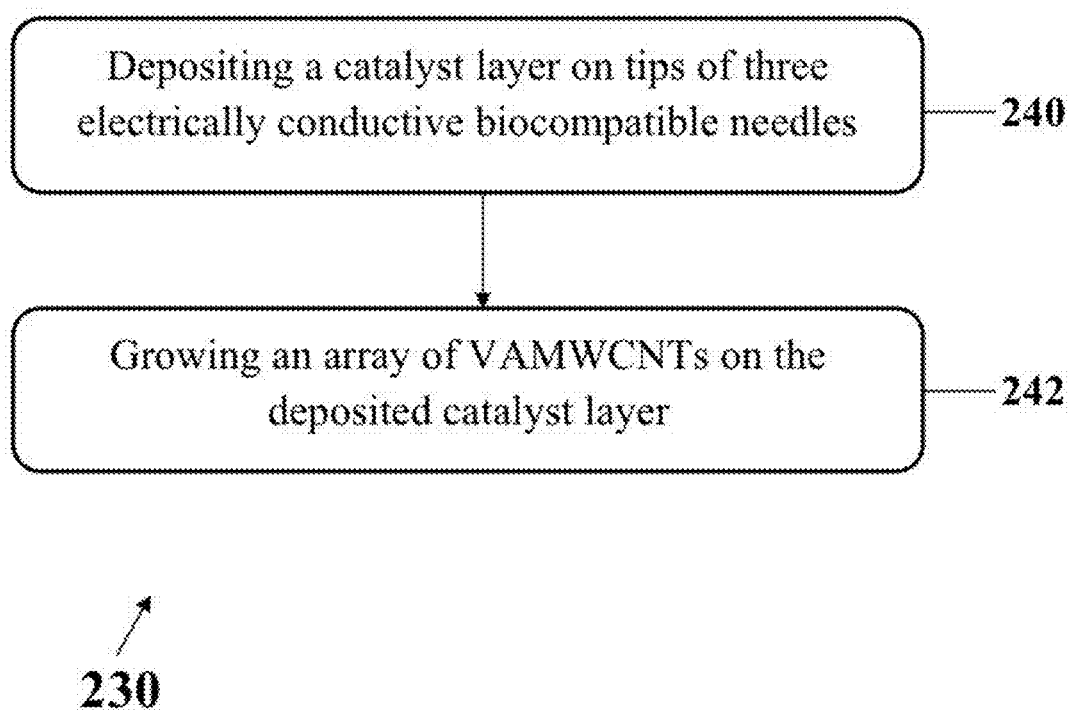 Depositing a catalyst layer on tips of three
electrically conductive biocompatible needles
240
Growing an array of VAMWCNTs on the
deposited catalyst layer
242
230